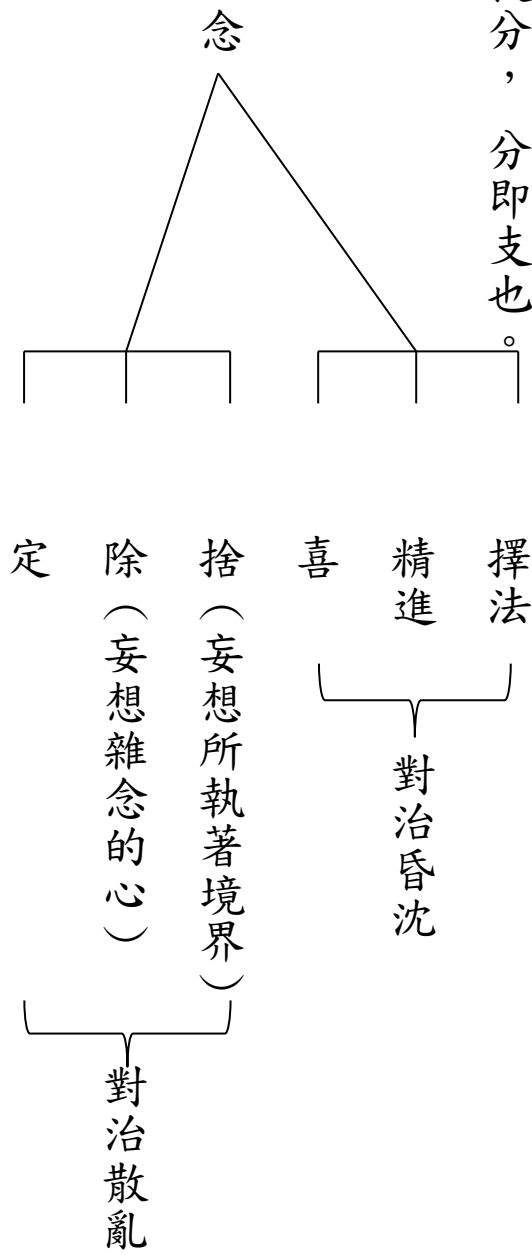 分，分即支也。
念
擇法
精進
喜
對治昏沈
捨（妄想所執著境界）
除（妄想雜念的心）
定
對治散亂